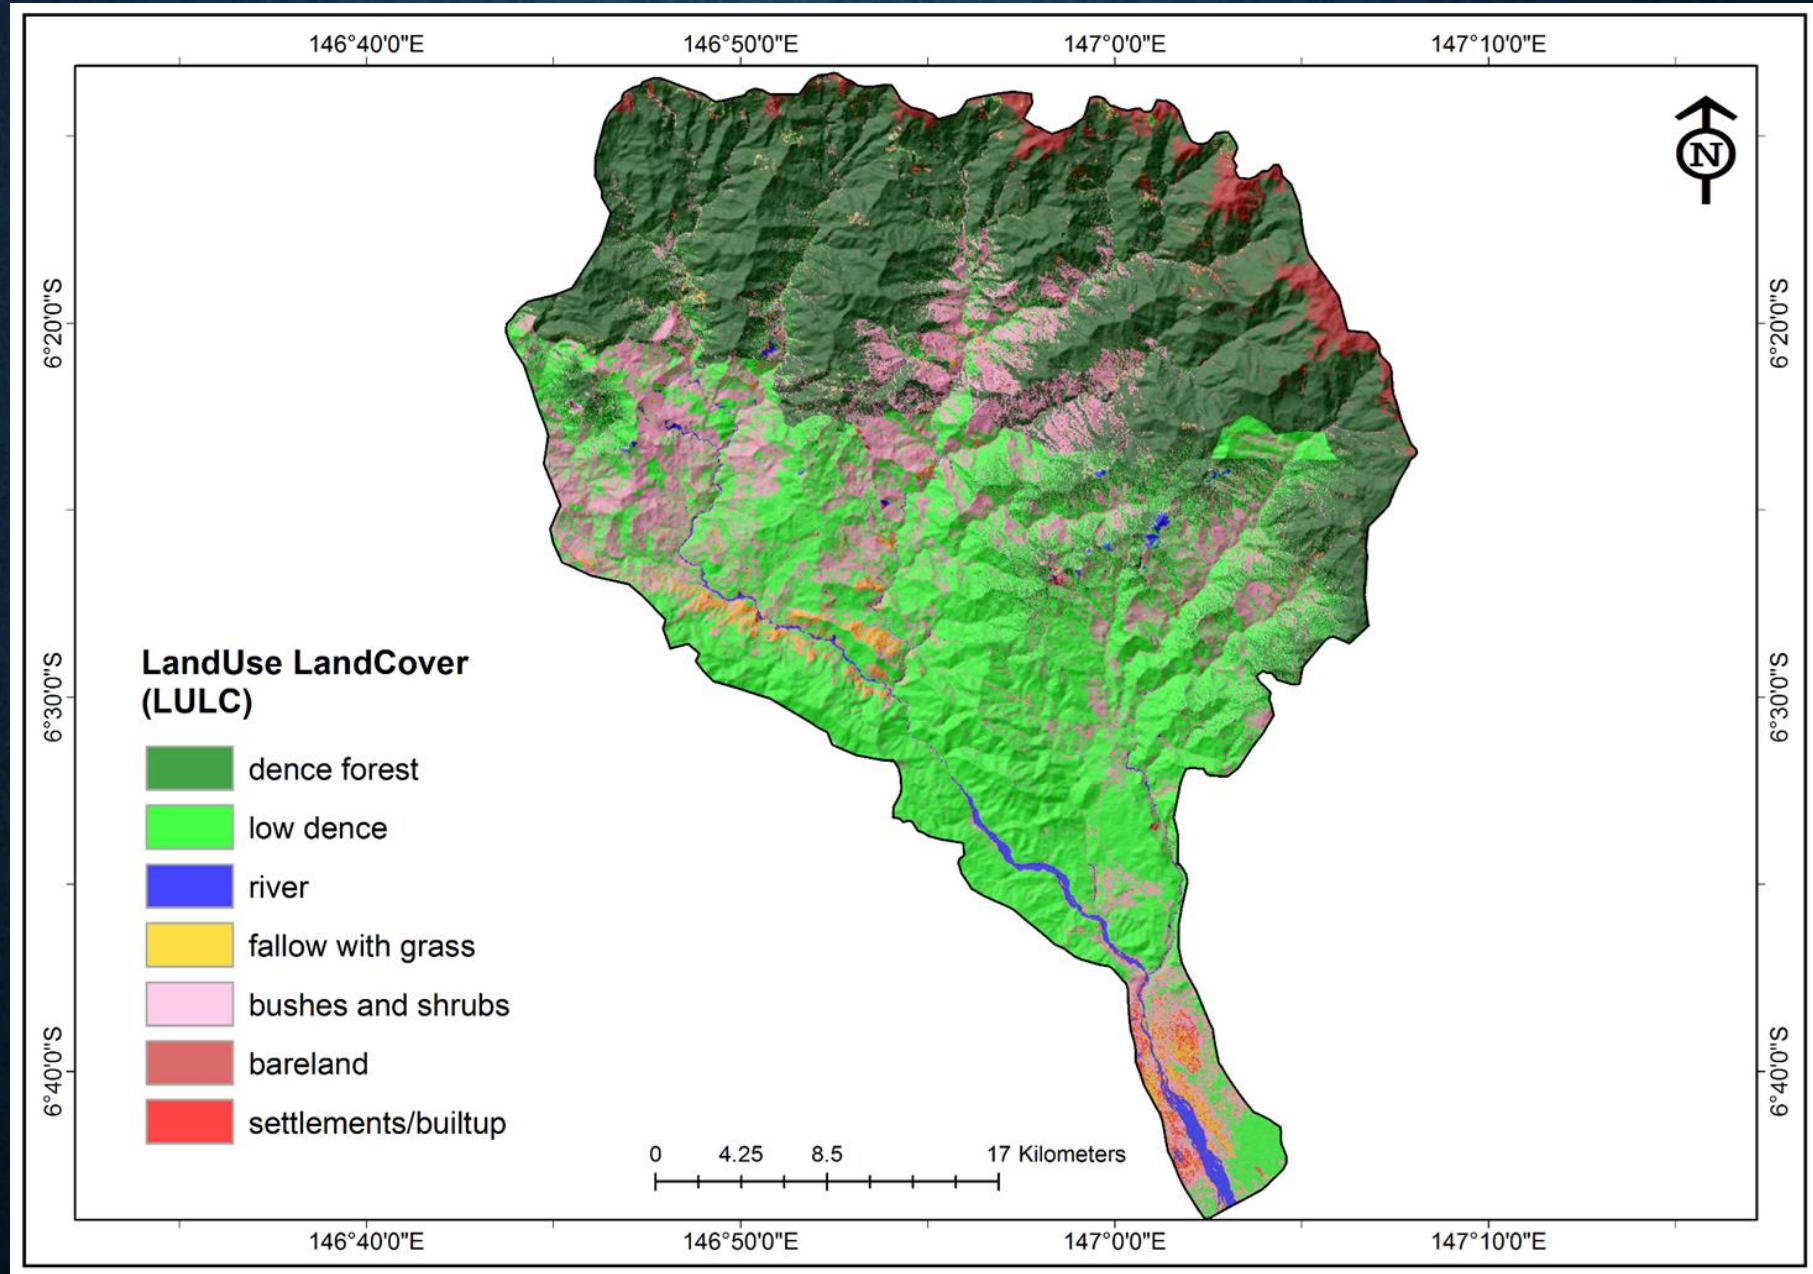 146°40'0"E 146°50'0"E 147°0'0"E 147°10'0"E
N
6°20'0"S 6°20'0"S
6°30'0"S 6°30'0"S
LandUse LandCover
(LULC)
dence forest
low dence
river
fallow with grass
bushes and shrubs
bareland
settlements/builtup
6°40'0"S 6°40'0"S
0 4.25 8.5 17 Kilometers
146°40'0"E 146°50'0"E 147°0'0"E 147°10'0"E